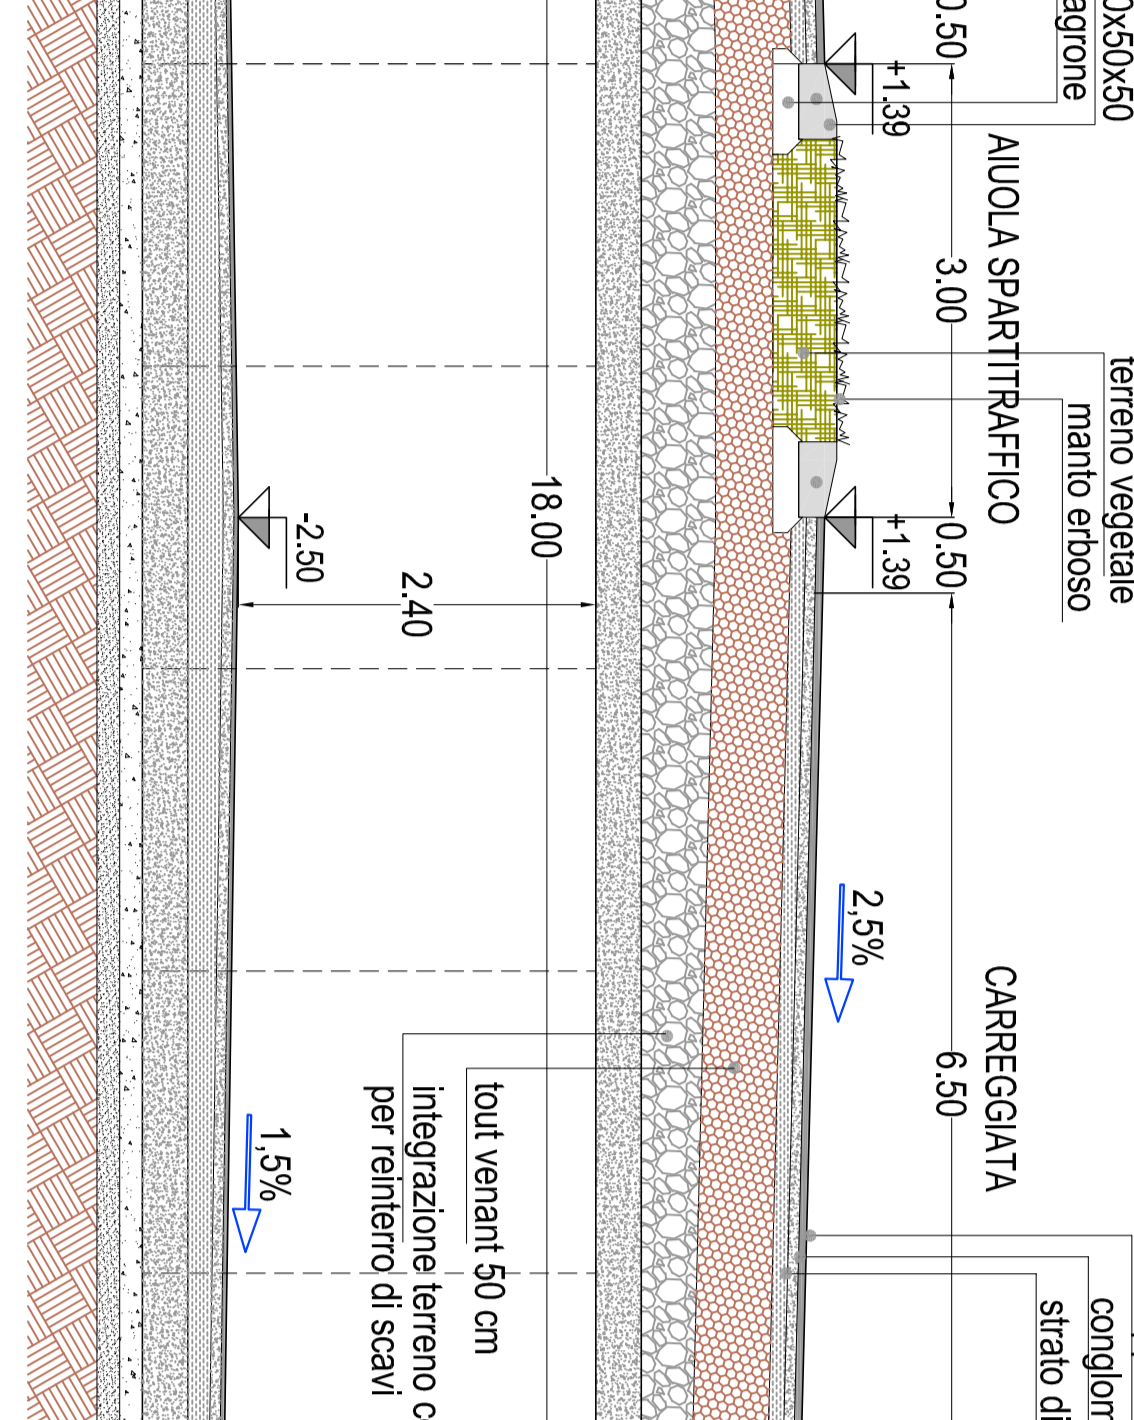 0x50x50
agrone
0.50
+1.39
AIUOLA SPARTITRAFFICO
3.00
terreno vegetale
manto erboso
+1.39
0.50
18.00
-2.50
2.40
2,5%
CARREGGIATA
6.50
1,5%
tout venant 50 cm
integrazione terreno c
per reinterro di scavi
conglom
strato di